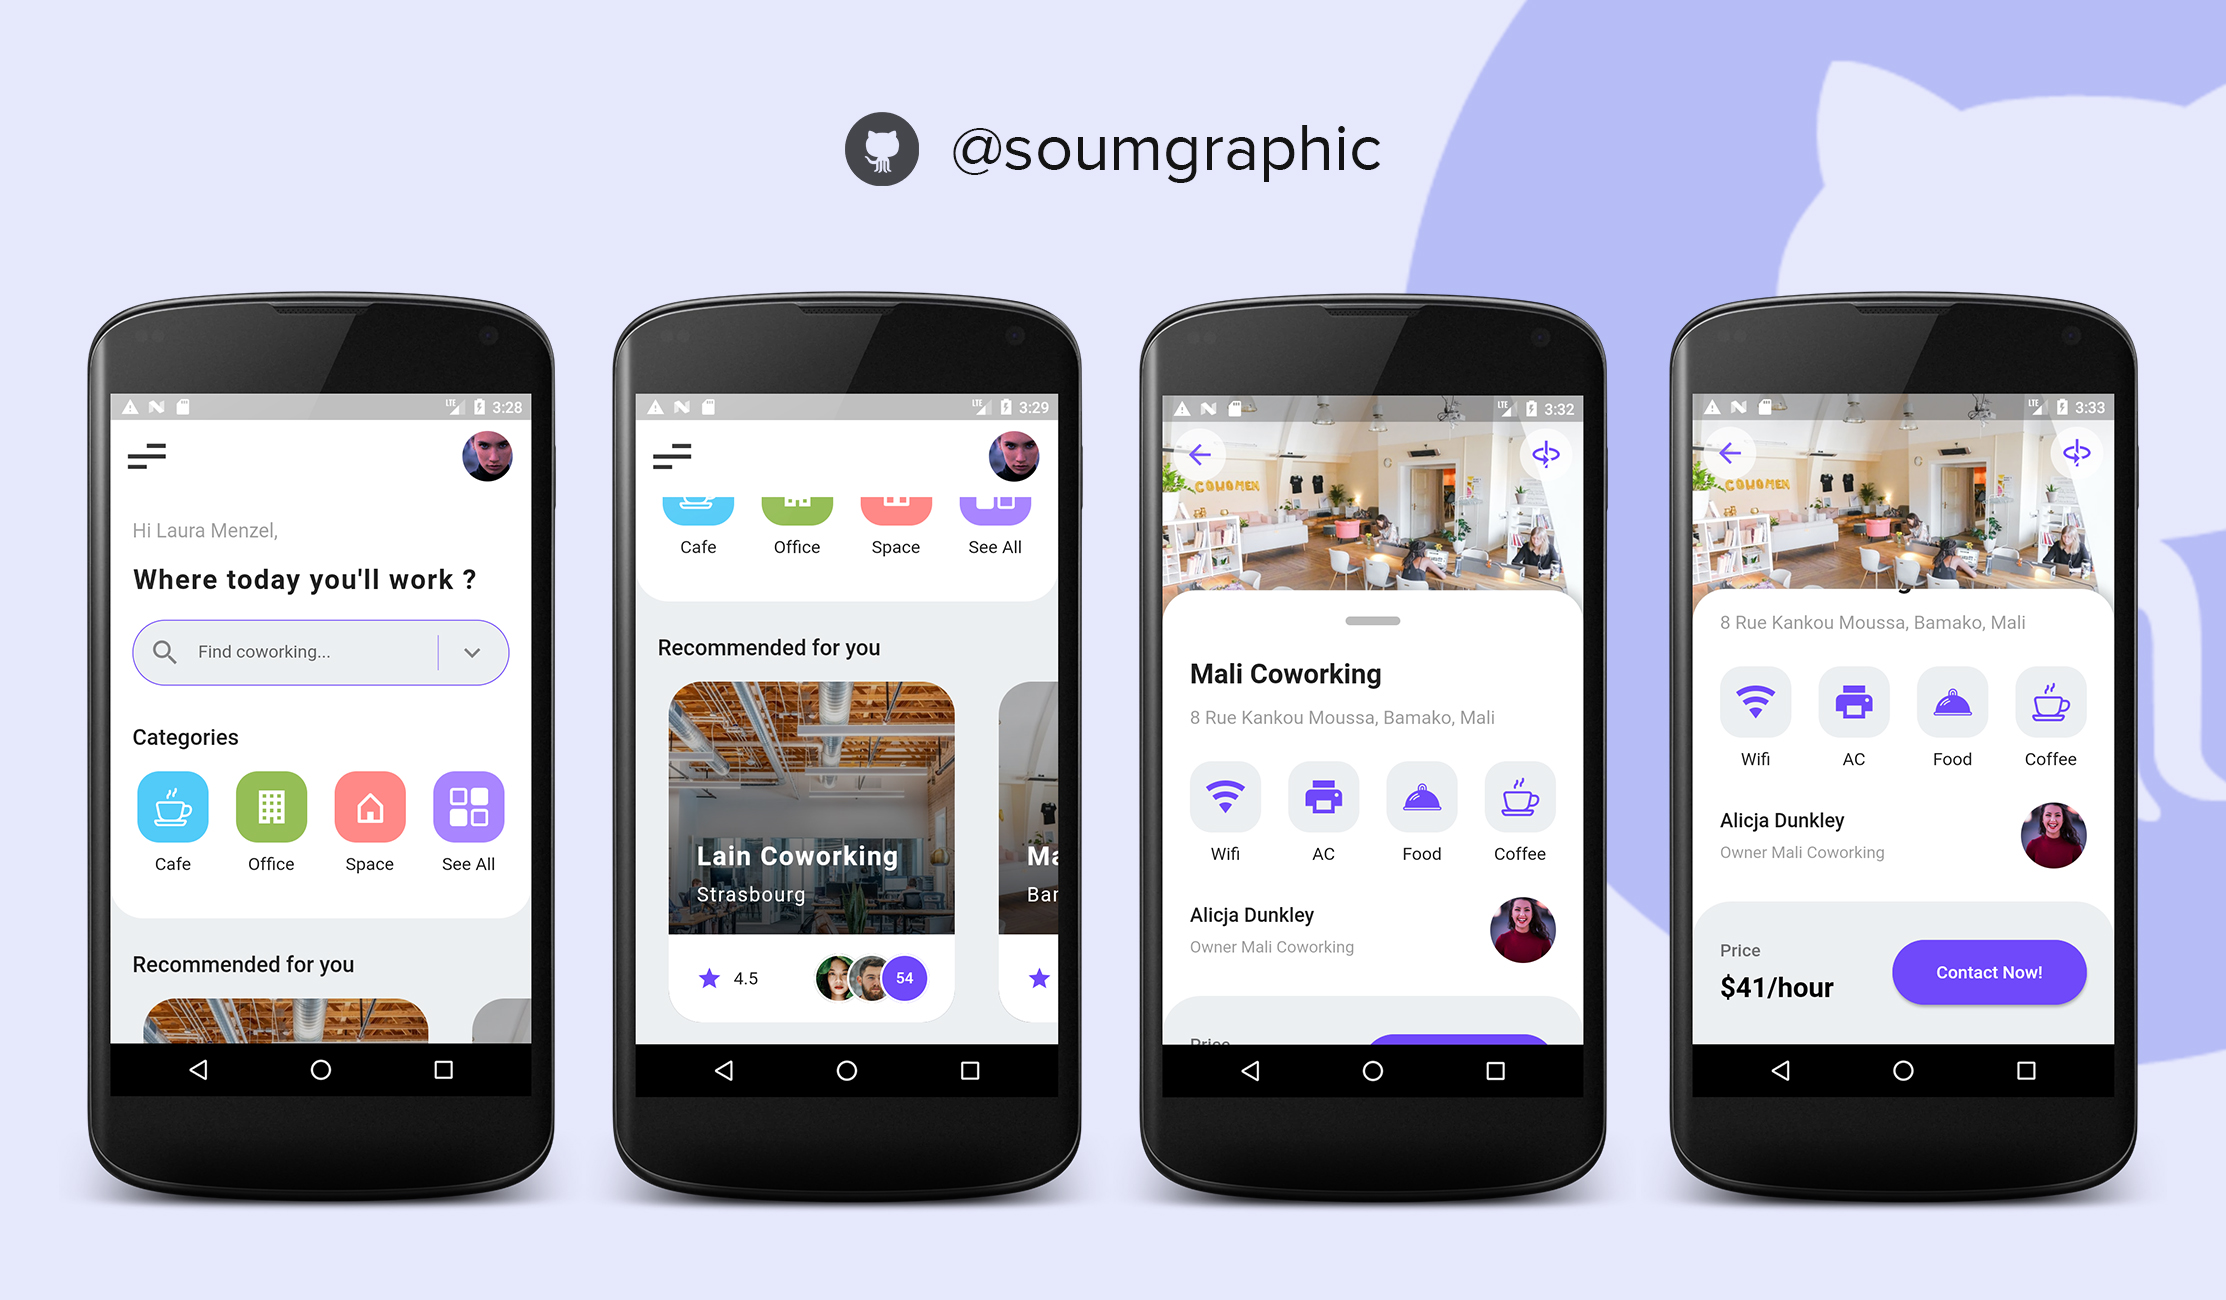 @soumgraphic
LTE 3:28
Hi Laura Menzel,
Where today you'll work ?
Find coworking...
Categories
Cafe Office Space See All
Recommended for you
LTE 3:29
Cafe Office Space See All
Recommended for you
Lain Coworking
Strasbourg
4.5 54
Ma
Bar
LTE 3:32
COWOMEN
Mali Coworking
8 Rue Kankou Moussa, Bamako, Mali
Wifi AC Food Coffee
Alicja Dunkley
Owner Mali Coworking
Price
LTE 3:33
COWOMEN
8 Rue Kankou Moussa, Bamako, Mali
Wifi AC Food Coffee
Alicja Dunkley
Owner Mali Coworking
Price
$41/hour
Contact Now!